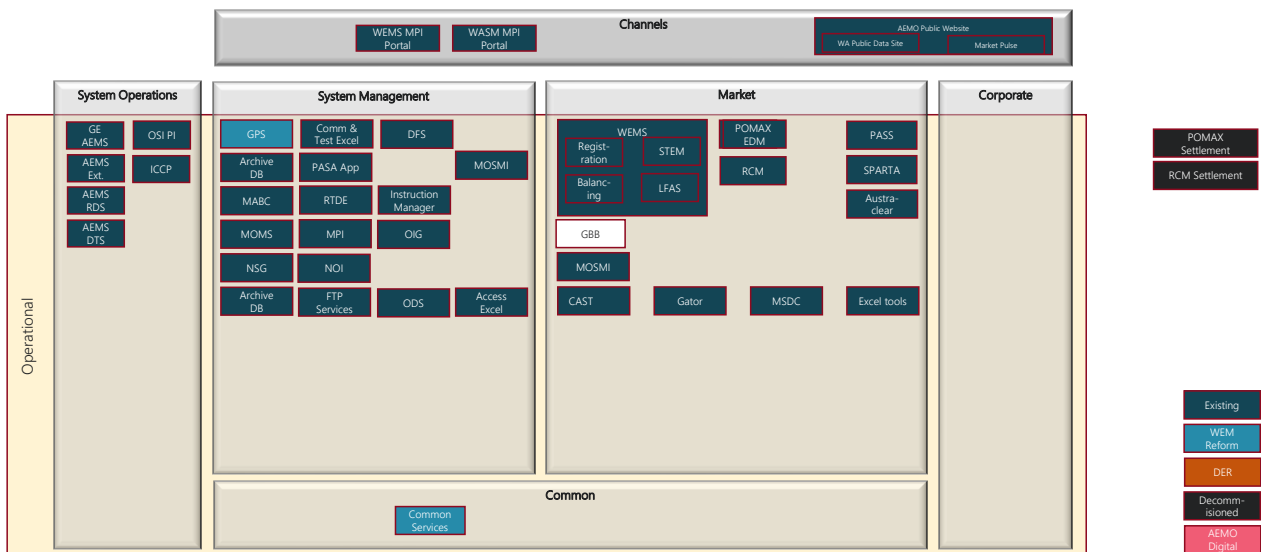 Channels
WEMS MPI
Portal
WASM MPI
Portal
AEMO Public Website
WA Public Data Site
Market Pulse
System Operations
System Management
Market
Corporate
Operational
GE
AEMS
OSI PI
AEMS
Ext.
ICCP
AEMS
RDS
AEMS
DTS
GPS
Comm &
Test Excel
DFS
Archive
DB
PASA App
MOSMI
MABC
RTDE
Instruction
Manager
MOMS
MPI
OIG
NSG
NOI
Archive
DB
FTP
Services
ODS
Access
Excel
WEMS
Regist-
ration
STEM
Balanc-
ing
LFAS
POMAX
EDM
PASS
RCM
SPARTA
Austra-
clear
GBB
MOSMI
CAST
Gator
MSDC
Excel tools
Common
Common
Services
POMAX
Settlement
RCM Settlement
Existing
WEM
Reform
DER
Decomm-
isioned
AEMO
Digital